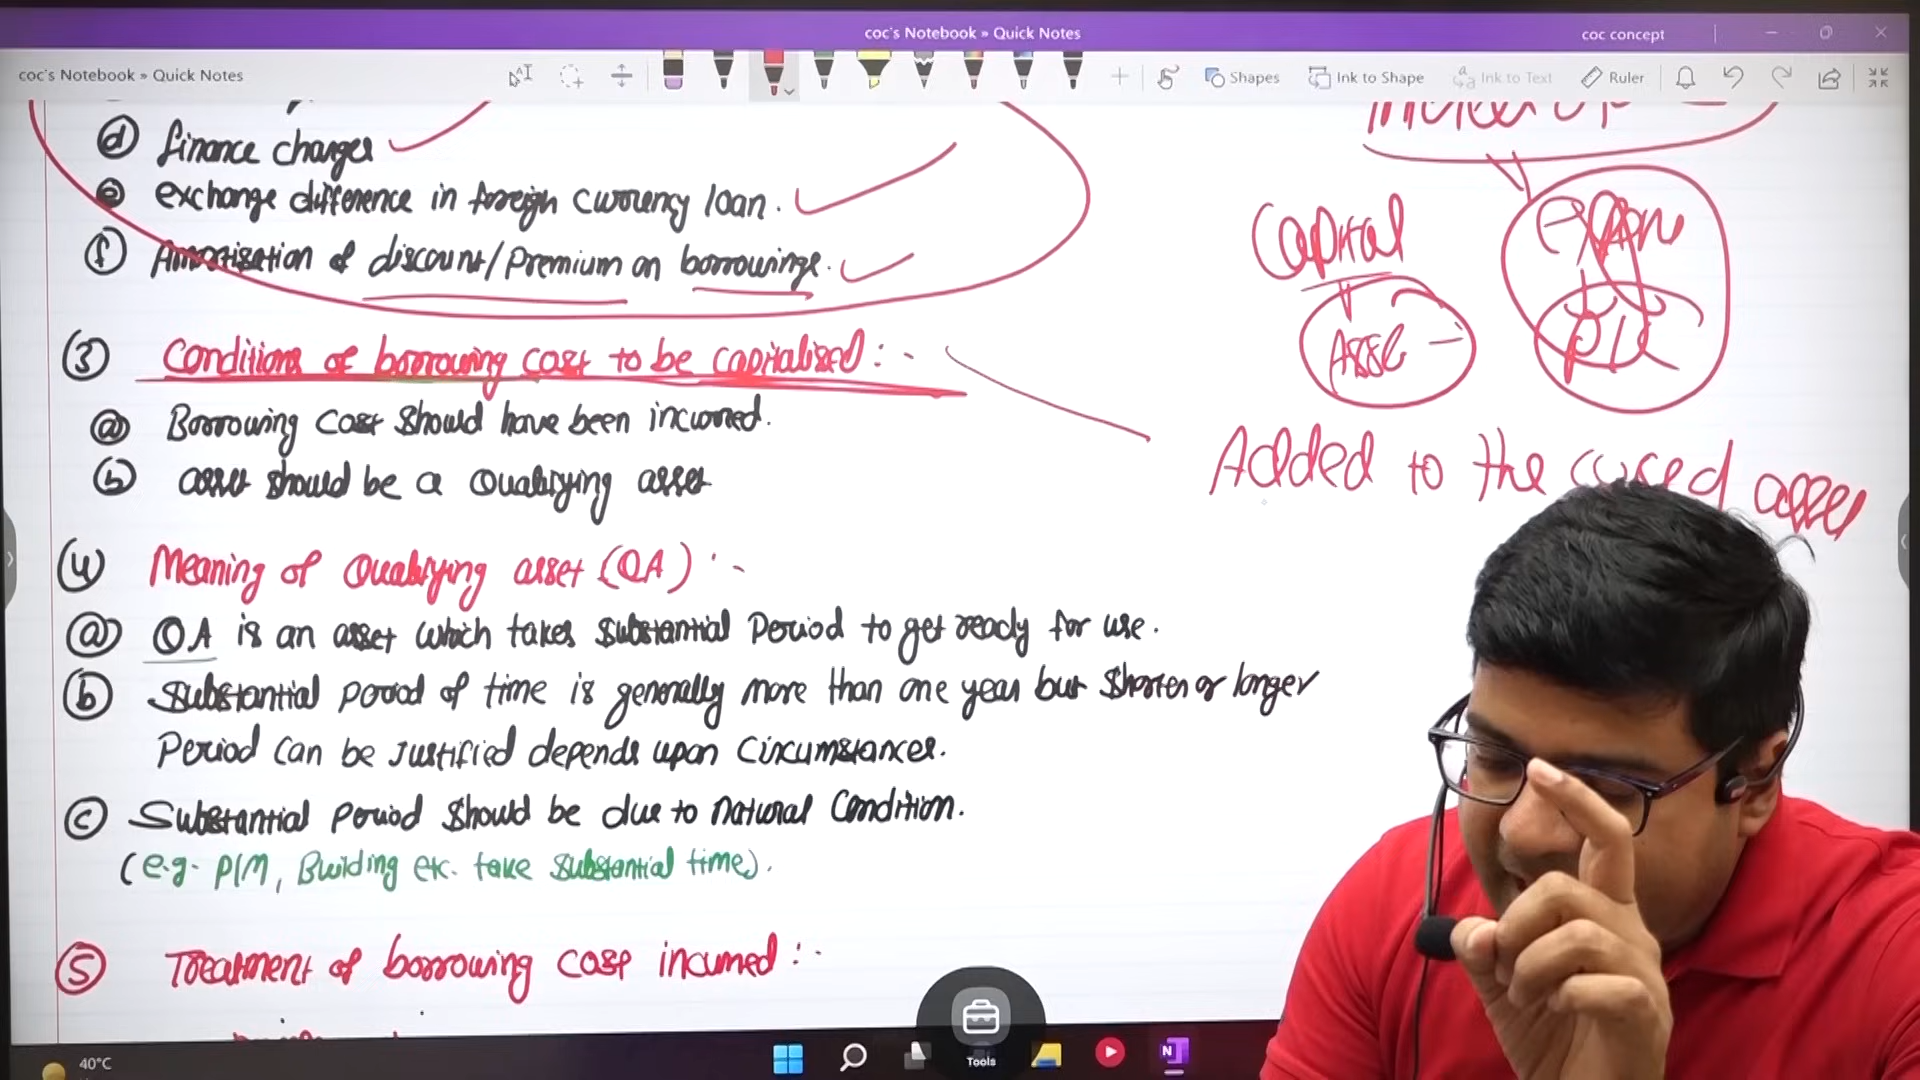 coc's Notebook » Quick Notes
coc concept
coc's Notebook » Quick Notes
Shapes
Ink to Shape
Ink to Text
Ruler
(d) finance charges
(e) exchange difference in foreign currency loan.
(f) Amortization of discount/Premium on borrowings.
Capital
Asset
P/L
(3) Conditions of borrowing cost to be capitalised :-
(a) Borrowing cost should have been incurred.
(b) asset should be a Qualifying asset
Added to the cost of asset
(4) Meaning of Qualifying asset (QA) :-
(a) QA is an asset which takes substantial Period to get ready for use.
(b) Substantial period of time is generally more than one year but shorter or longer
Period can be justified depends upon circumstances.
(c) Substantial period should be due to natural condition.
(e.g. P/M, Building etc. take substantial time).
(5) Treatment of borrowing cost incurred :-
Tools
40°C